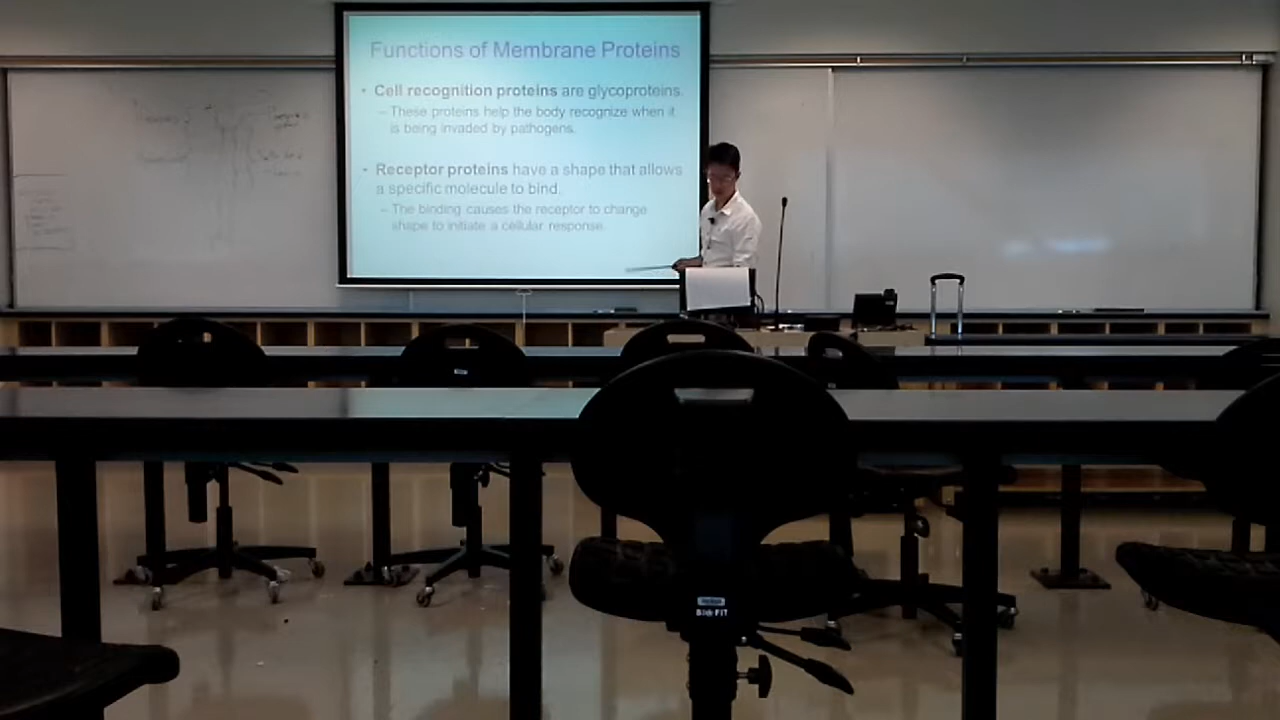 Functions of Membrane Proteins
• Cell recognition proteins are glycoproteins.
– These proteins help the body recognize when it
is being invaded by pathogens.
• Receptor proteins have a shape that allows
a specific molecule to bind.
– The binding causes the receptor to change
shape to initiate a cellular response.